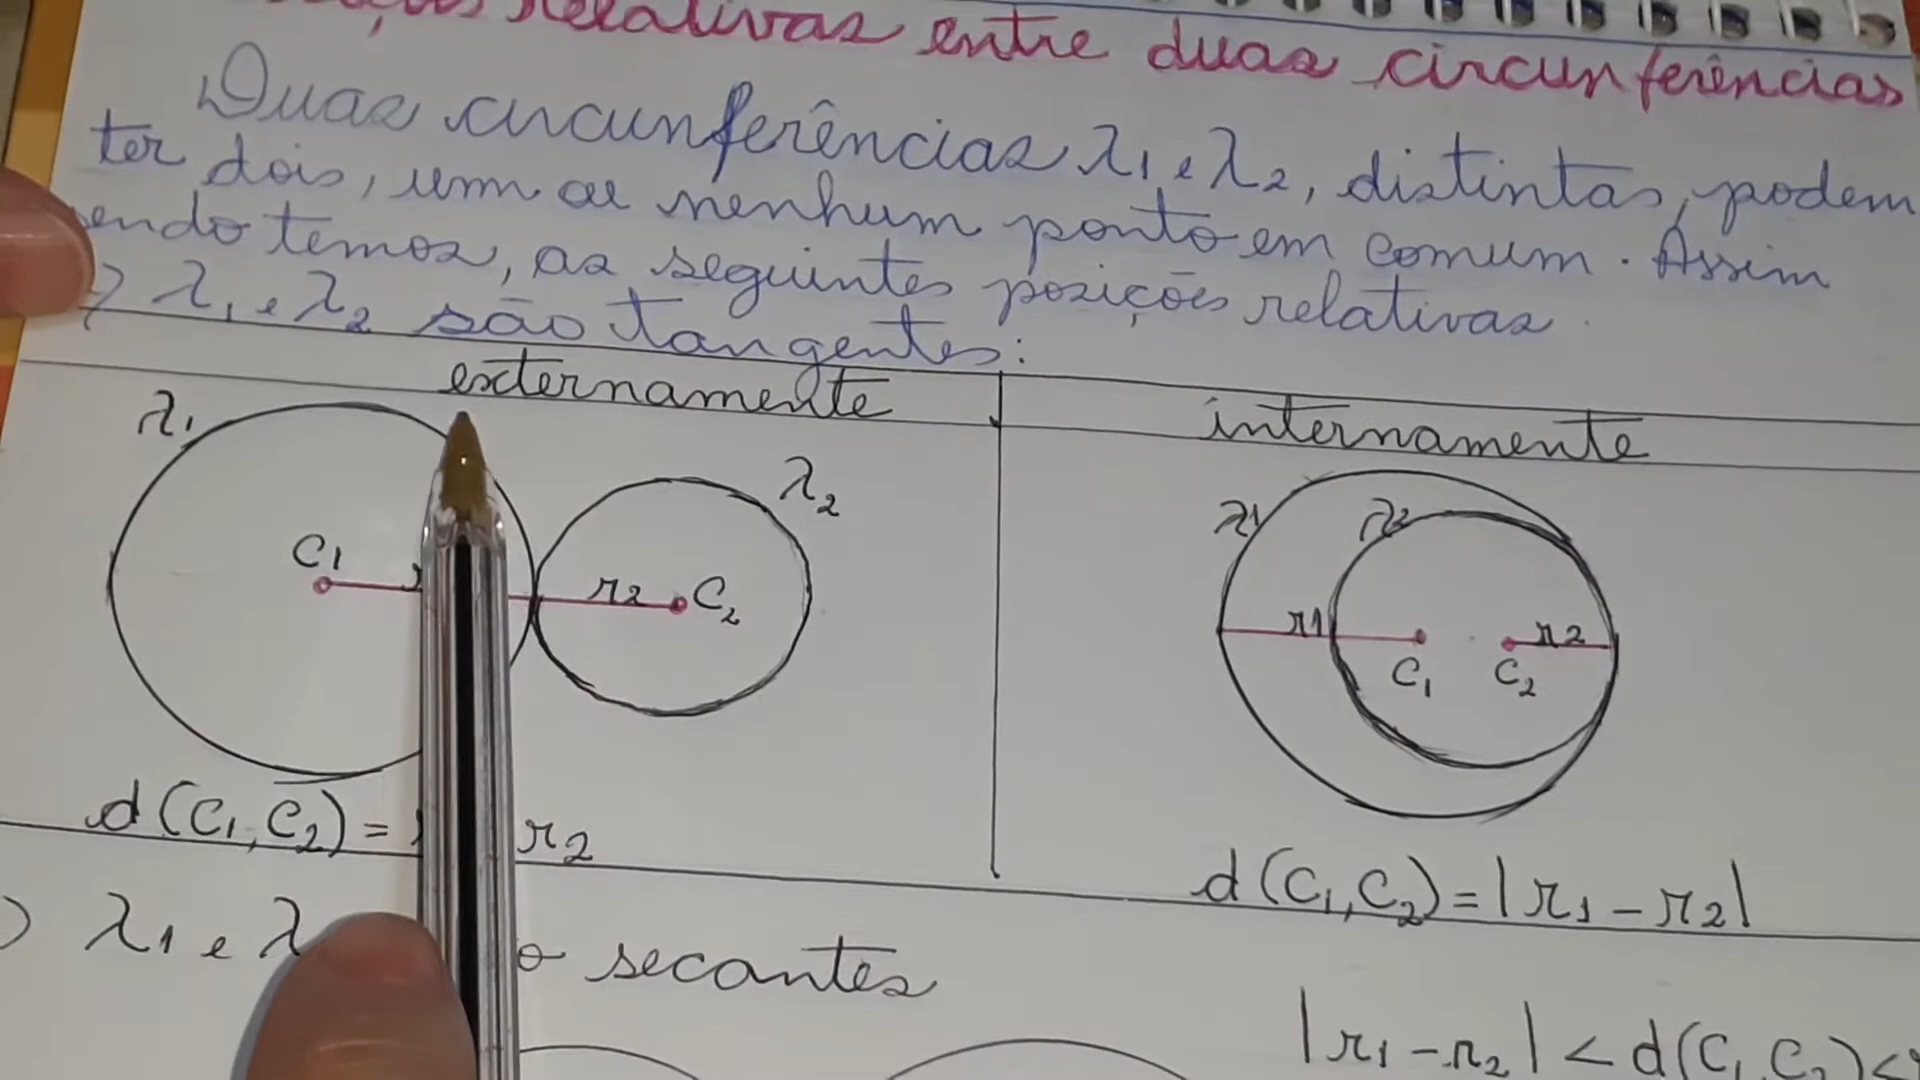 relativas entre duas circunferências
Duas circunferências λ1 e λ2, distintas, podem
ter dois, um ou nenhum ponto em comum. Assim
sendo temos, as seguintes posições relativas.
λ1 e λ2 são tangentes:
externamente
internamente
λ1
λ2
C1
r2
C2
λ1
λ2
r1
r2
C1
C2
d(C1,C2) = r2
d(C1,C2) = |r1 - r2|
λ1 e λ secantes
|r1 - r2| < d(C1,C2) <